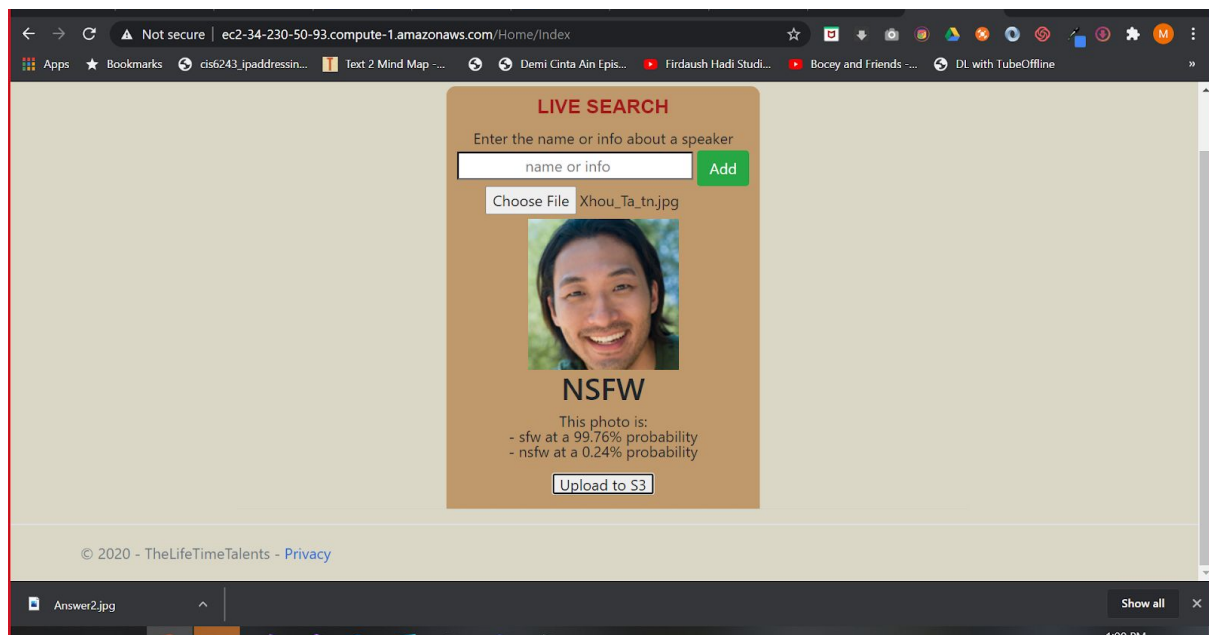 Not secure | ec2-34-230-50-93.compute-1.amazonaws.com/Home/Index
M
Apps Bookmarks cis6243_ipaddressin... Text 2 Mind Map -... Demi Cinta Ain Epis... Firdaush Hadi Studi... Bocey and Friends -... DL with TubeOffline »
LIVE SEARCH
Enter the name or info about a speaker
name or info Add
Choose File Xhou_Ta_tn.jpg
NSFW
This photo is:
- sfw at a 99.76% probability
- nsfw at a 0.24% probability
Upload to S3
© 2020 - TheLifeTimeTalents - Privacy
Answer2.jpg Show all